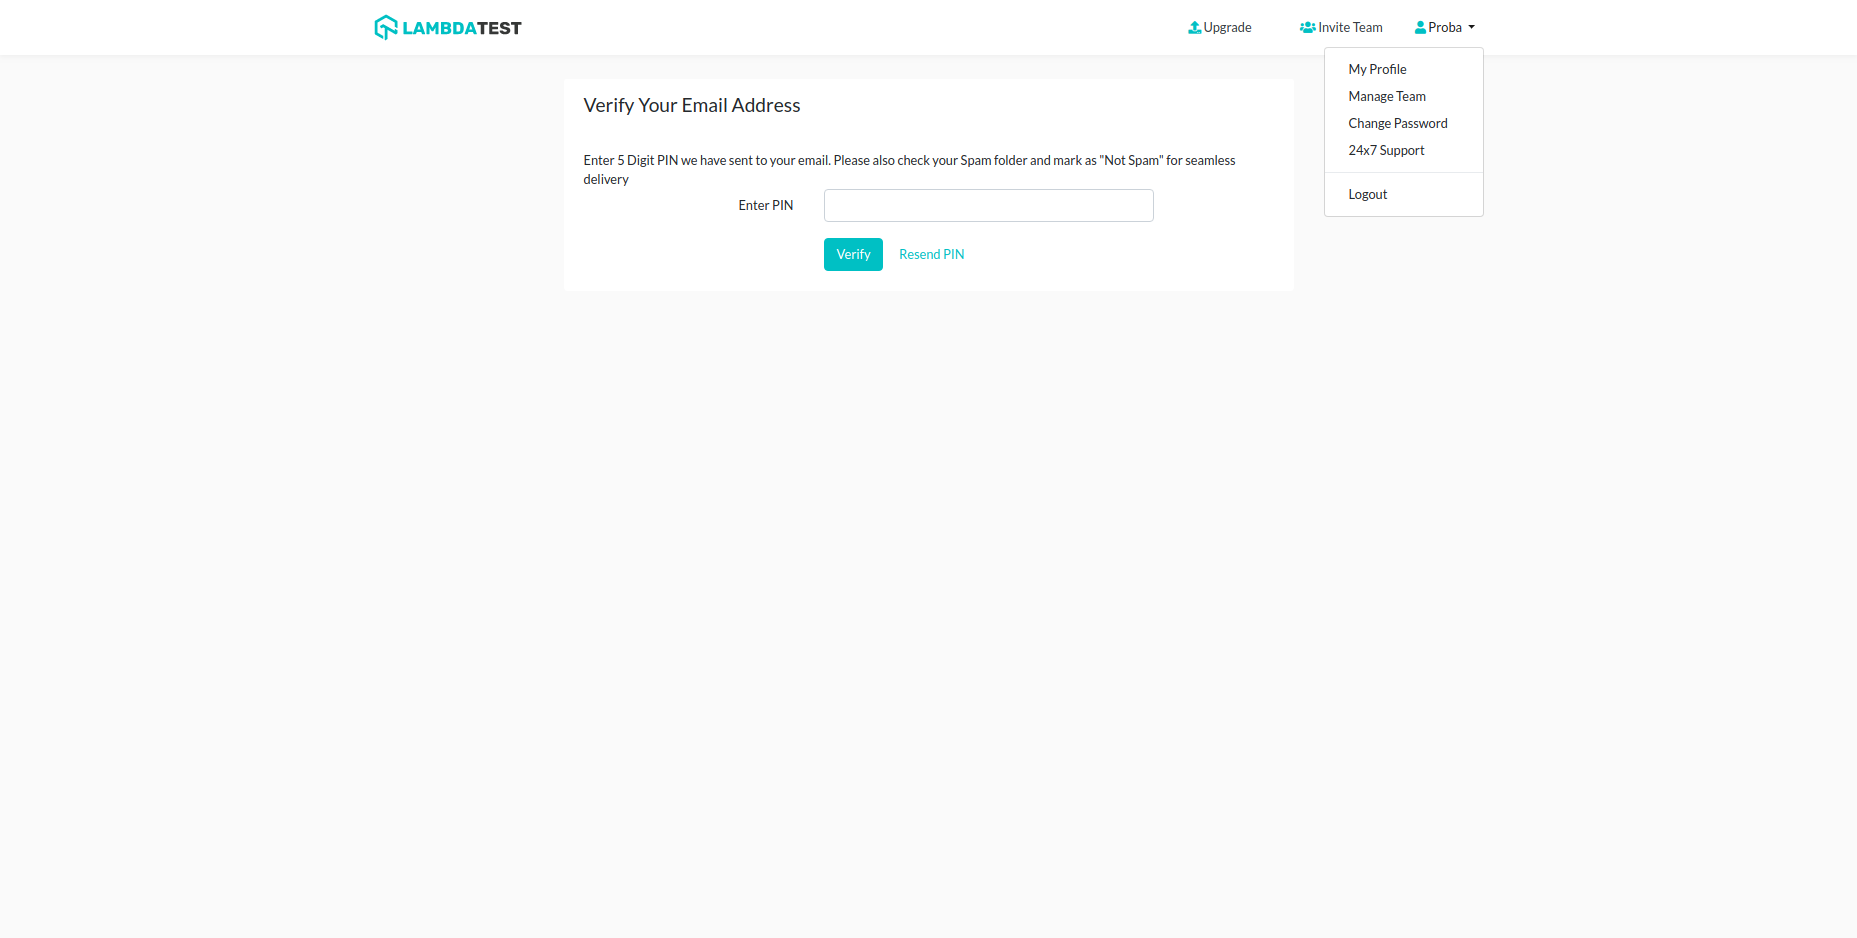 LAMBDATEST
Upgrade
Invite Team
Proba
My Profile
Manage Team
Change Password
24x7 Support
Logout
Verify Your Email Address
Enter 5 Digit PIN we have sent to your email. Please also check your Spam folder and mark as "Not Spam" for seamless
delivery
Enter PIN
Verify
Resend PIN